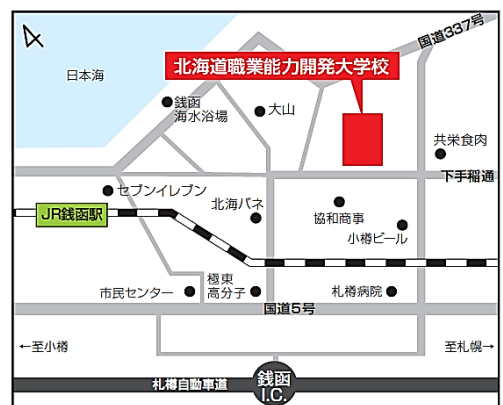 国道337号
北海道職業能力開発大学校
日本海
銭函
海水浴場
大山
共栄食肉
下手稲通
セブンイレブン
JR銭函駅
北海バネ
協和商事
小樽ビール
市民センター
極東
高分子
札樽病院
国道5号
←至小樽
至札幌→
札樽自動車道
銭函
I.C.